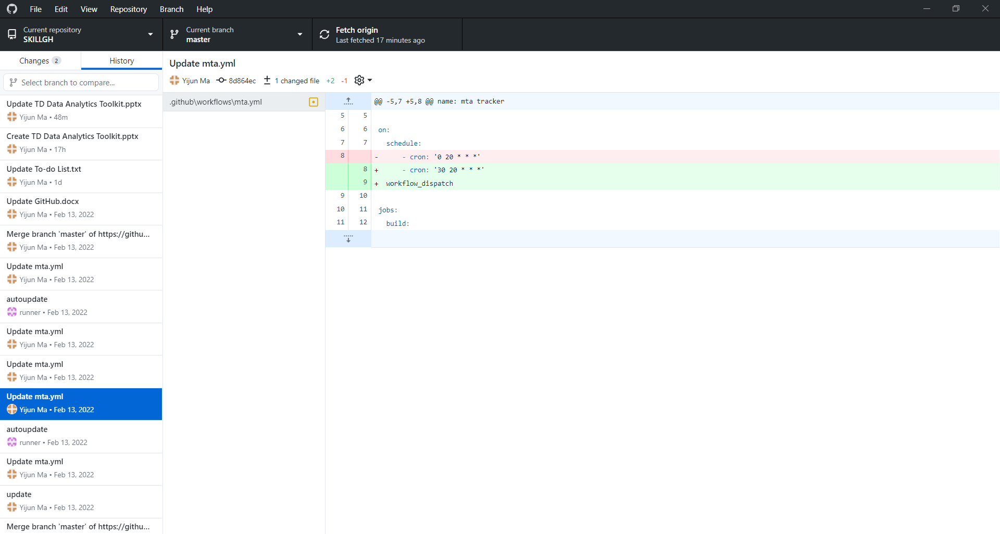 File Edit View Repository Branch Help
Current repository
SKILLGH
Current branch
master
Fetch origin
Last fetched 17 minutes ago
Changes 2
History
Select branch to compare...
Update TD Data Analytics Toolkit.pptx
Yijun Ma • 48m
Create TD Data Analytics Toolkit.pptx
Yijun Ma • 17h
Update To-do List.txt
Yijun Ma • 1d
Update GitHub.docx
Yijun Ma • Feb 13, 2022
Merge branch 'master' of https://githu...
Yijun Ma • Feb 13, 2022
Update mta.yml
Yijun Ma • Feb 13, 2022
autoupdate
runner • Feb 13, 2022
Update mta.yml
Yijun Ma • Feb 13, 2022
Update mta.yml
Yijun Ma • Feb 13, 2022
Update mta.yml
Yijun Ma • Feb 13, 2022
autoupdate
runner • Feb 13, 2022
Update mta.yml
Yijun Ma • Feb 13, 2022
update
Yijun Ma • Feb 13, 2022
Merge branch 'master' of https://githu...
Update mta.yml
Yijun Ma 8d864ec 1 changed file +2 -1
.github\workflows\mta.yml
@@ -5,7 +5,8 @@ name: mta tracker
5 5
6 6 on:
7 7 schedule:
8 - - cron: '0 20 * * *'
8 + - cron: '30 20 * * *'
9 + workflow_dispatch
9 10
10 11 jobs:
11 12 build: